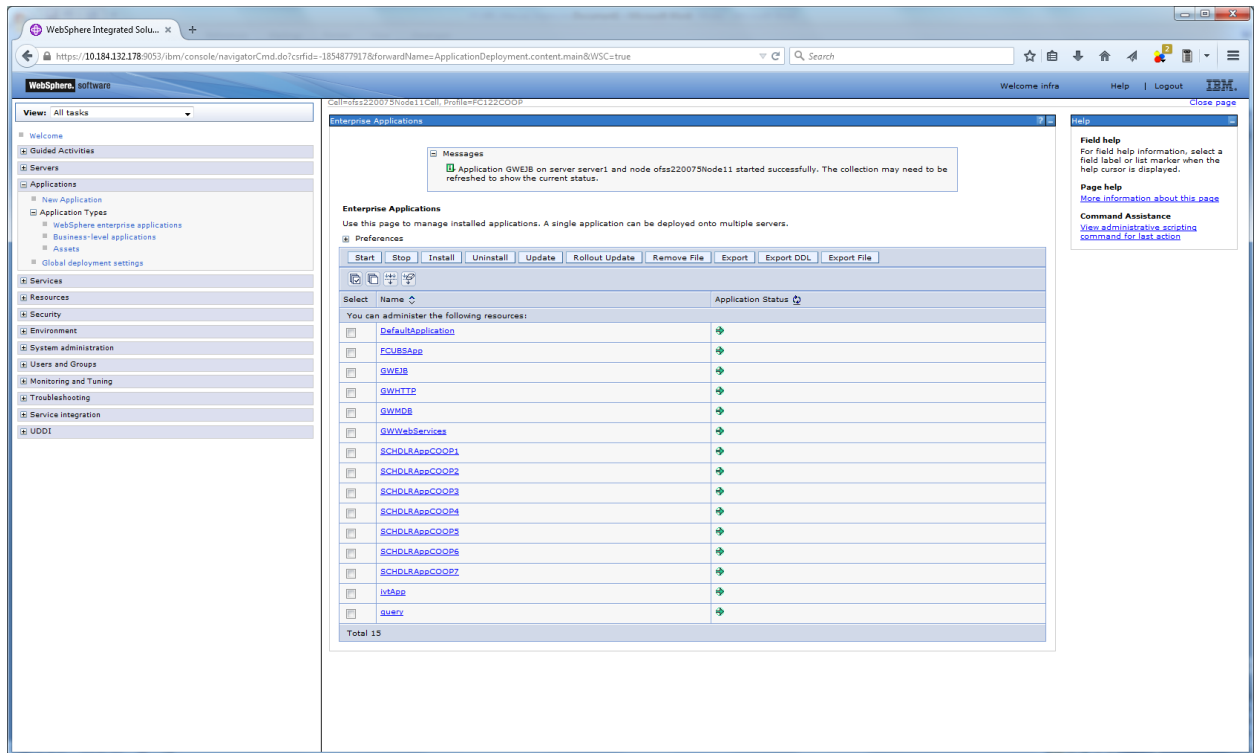 WebSphere Integrated Solu... × +
https://10.184.132.178:9053/ibm/console/navigatorCmd.do?csrfid=-1854877917&forwardName=ApplicationDeployment.content.main&WSC=true
Search
2
WebSphere. software
Welcome infra
Help | Logout
IBM.
Cell=ofss220075Node11Cell, Profile=FC122COOP
Close page
View: All tasks
Welcome
Guided Activities
Servers
Applications
New Application
Application Types
WebSphere enterprise applications
Business-level applications
Assets
Global deployment settings
Services
Resources
Security
Environment
System administration
Users and Groups
Monitoring and Tuning
Troubleshooting
Service integration
UDDI
Enterprise Applications
Messages
Application GWEJB on server server1 and node ofss220075Node11 started successfully. The collection may need to be
refreshed to show the current status.
Enterprise Applications
Use this page to manage installed applications. A single application can be deployed onto multiple servers.
Preferences
Start Stop Install Uninstall Update Rollout Update Remove File Export Export DDL Export File
Select Name Application Status
You can administer the following resources:
DefaultApplication
FCUBSApp
GWEJB
GWHTTP
GWMDB
GWWebServices
SCHDLRAppCOOP1
SCHDLRAppCOOP2
SCHDLRAppCOOP3
SCHDLRAppCOOP4
SCHDLRAppCOOP5
SCHDLRAppCOOP6
SCHDLRAppCOOP7
ivtApp
query
Total 15
Help
Field help
For field help information, select a
field label or list marker when the
help cursor is displayed.
Page help
More information about this page
Command Assistance
View administrative scripting
command for last action